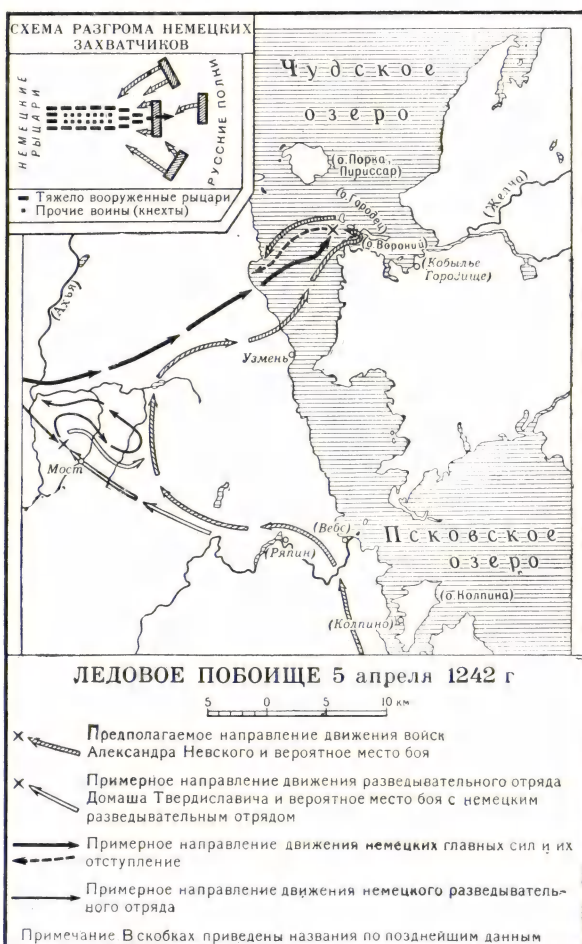 СХЕМА РАЗГРОМА НЕМЕЦКИХ
ЗАХВАТЧИКОВ
НЕМЕЦКИЕ
РЫЦАРИ
РУССКИЕ ПОЛКИ
Тяжело вооруженные рыцари
Прочие воины (кнехты)
Чудское
озеро
(о. Порка,
Пириссар)
(о. Городец)
(Желча)
(о. Вороний)
(Кобылье
Городище)
(Ахья)
Узмень
Мост
(Ряпин)
(Вебс)
Псковское
озеро
(о. Колпина)
(Колпино)
ЛЕДОВОЕ ПОБОИЩЕ 5 апреля 1242 г
5 0 5 10 км
Предполагаемое направление движения войск
Александра Невского и вероятное место боя
Примерное направление движения разведывательного отряда
Домаша Твердиславича и вероятное место боя с немецким
разведывательным отрядом
Примерное направление движения немецких главных сил и их
отступление
Примерное направление движения немецкого разведыватель-
ного отряда
Примечание В скобках приведены названия по позднейшим данным